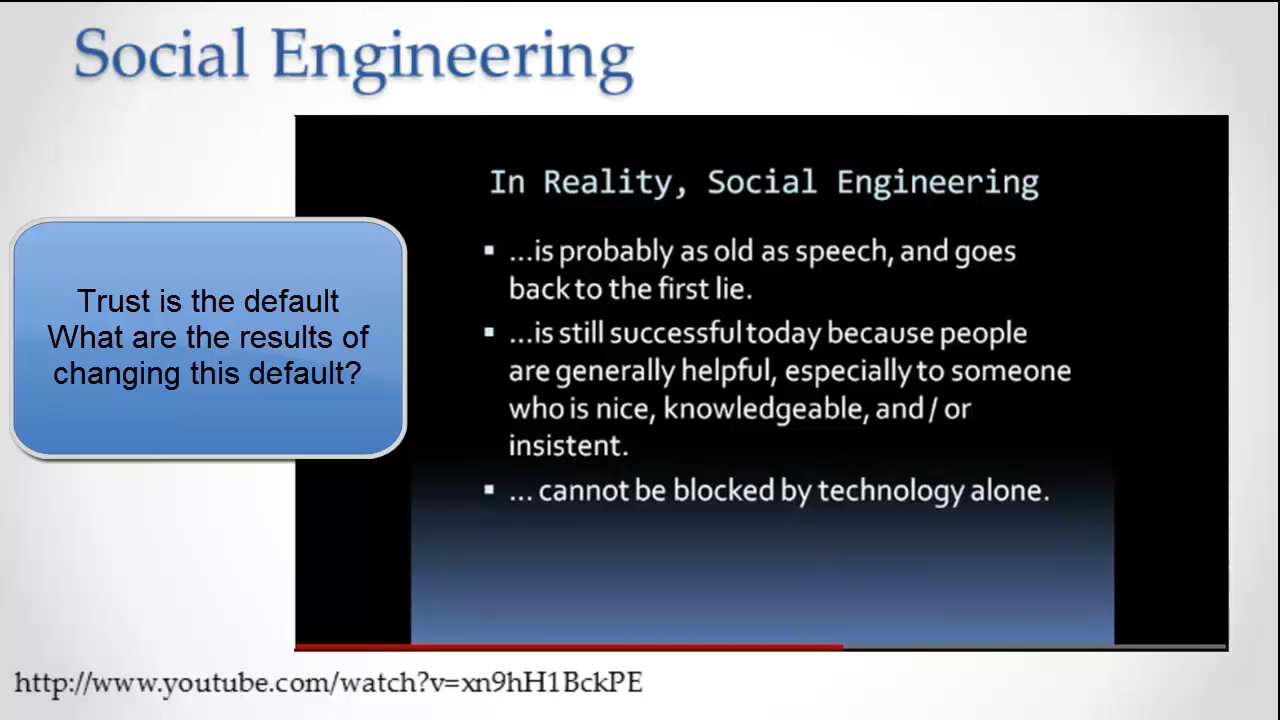 Social Engineering
In Reality, Social Engineering
▪ ...is probably as old as speech, and goes
back to the first lie.
▪ ...is still successful today because people
are generally helpful, especially to someone
who is nice, knowledgeable, and / or
insistent.
▪ ... cannot be blocked by technology alone.
Trust is the default
What are the results of
changing this default?
http://www.youtube.com/watch?v=xn9hH1BckPE